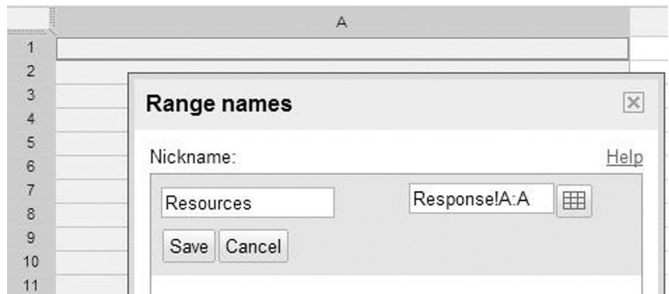 A
1
2
3
4
5
6
7
8
9
10
11
Range names
Nickname:
Help
Resources
Response!A:A
Save
Cancel